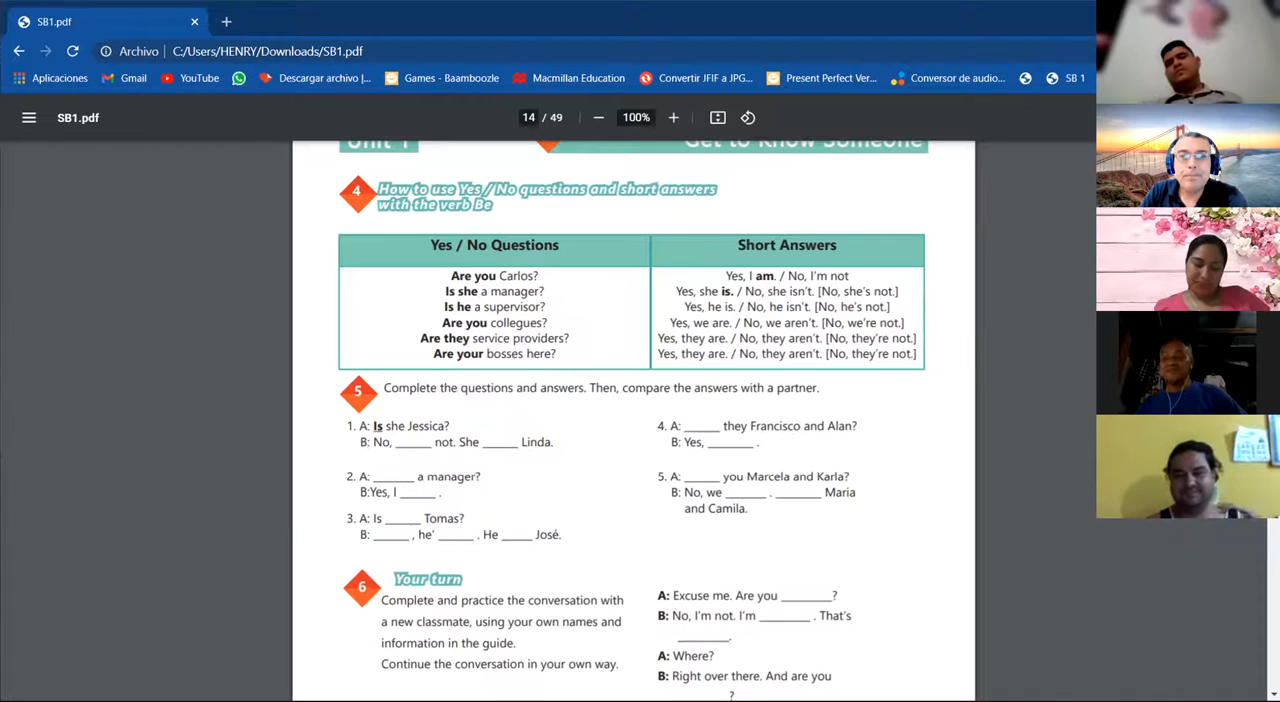 SB1.pdf
Archivo C:/Users/HENRY/Downloads/SB1.pdf
Aplicaciones Gmail YouTube Descargar archivo |... Games - Baamboozle Macmillan Education Convertir JFIF a JPG... Present Perfect Ver... Conversor de audio... SB 1
SB1.pdf 14 / 49 100%
Unit 1 Get to Know Someone
4 How to use Yes / No questions and short answers
with the verb Be
Yes / No Questions Short Answers
Are you Carlos? Yes, I am. / No, I'm not
Is she a manager? Yes, she is. / No, she isn't. [No, she's not.]
Is he a supervisor? Yes, he is. / No, he isn't. [No, he's not.]
Are you collegues? Yes, we are. / No, we aren't. [No, we're not.]
Are they service providers? Yes, they are. / No, they aren't. [No, they're not.]
Are your bosses here? Yes, they are. / No, they aren't. [No, they're not.]
5 Complete the questions and answers. Then, compare the answers with a partner.
1. A: Is she Jessica?
B: No, ______ not. She ______ Linda.
2. A: _______ a manager?
B:Yes, I ______ .
3. A: Is ______ Tomas?
B: ______ , he' ______ . He _____ José.
4. A: ______ they Francisco and Alan?
B: Yes, ________ .
5. A: ______ you Marcela and Karla?
B: No, we _______ . ________ Maria
and Camila.
6 Your turn
Complete and practice the conversation with
a new classmate, using your own names and
information in the guide.
Continue the conversation in your own way.
A: Excuse me. Are you _________?
B: No, I'm not. I'm _________ . That's
_________.
A: Where?
B: Right over there. And are you
_________?